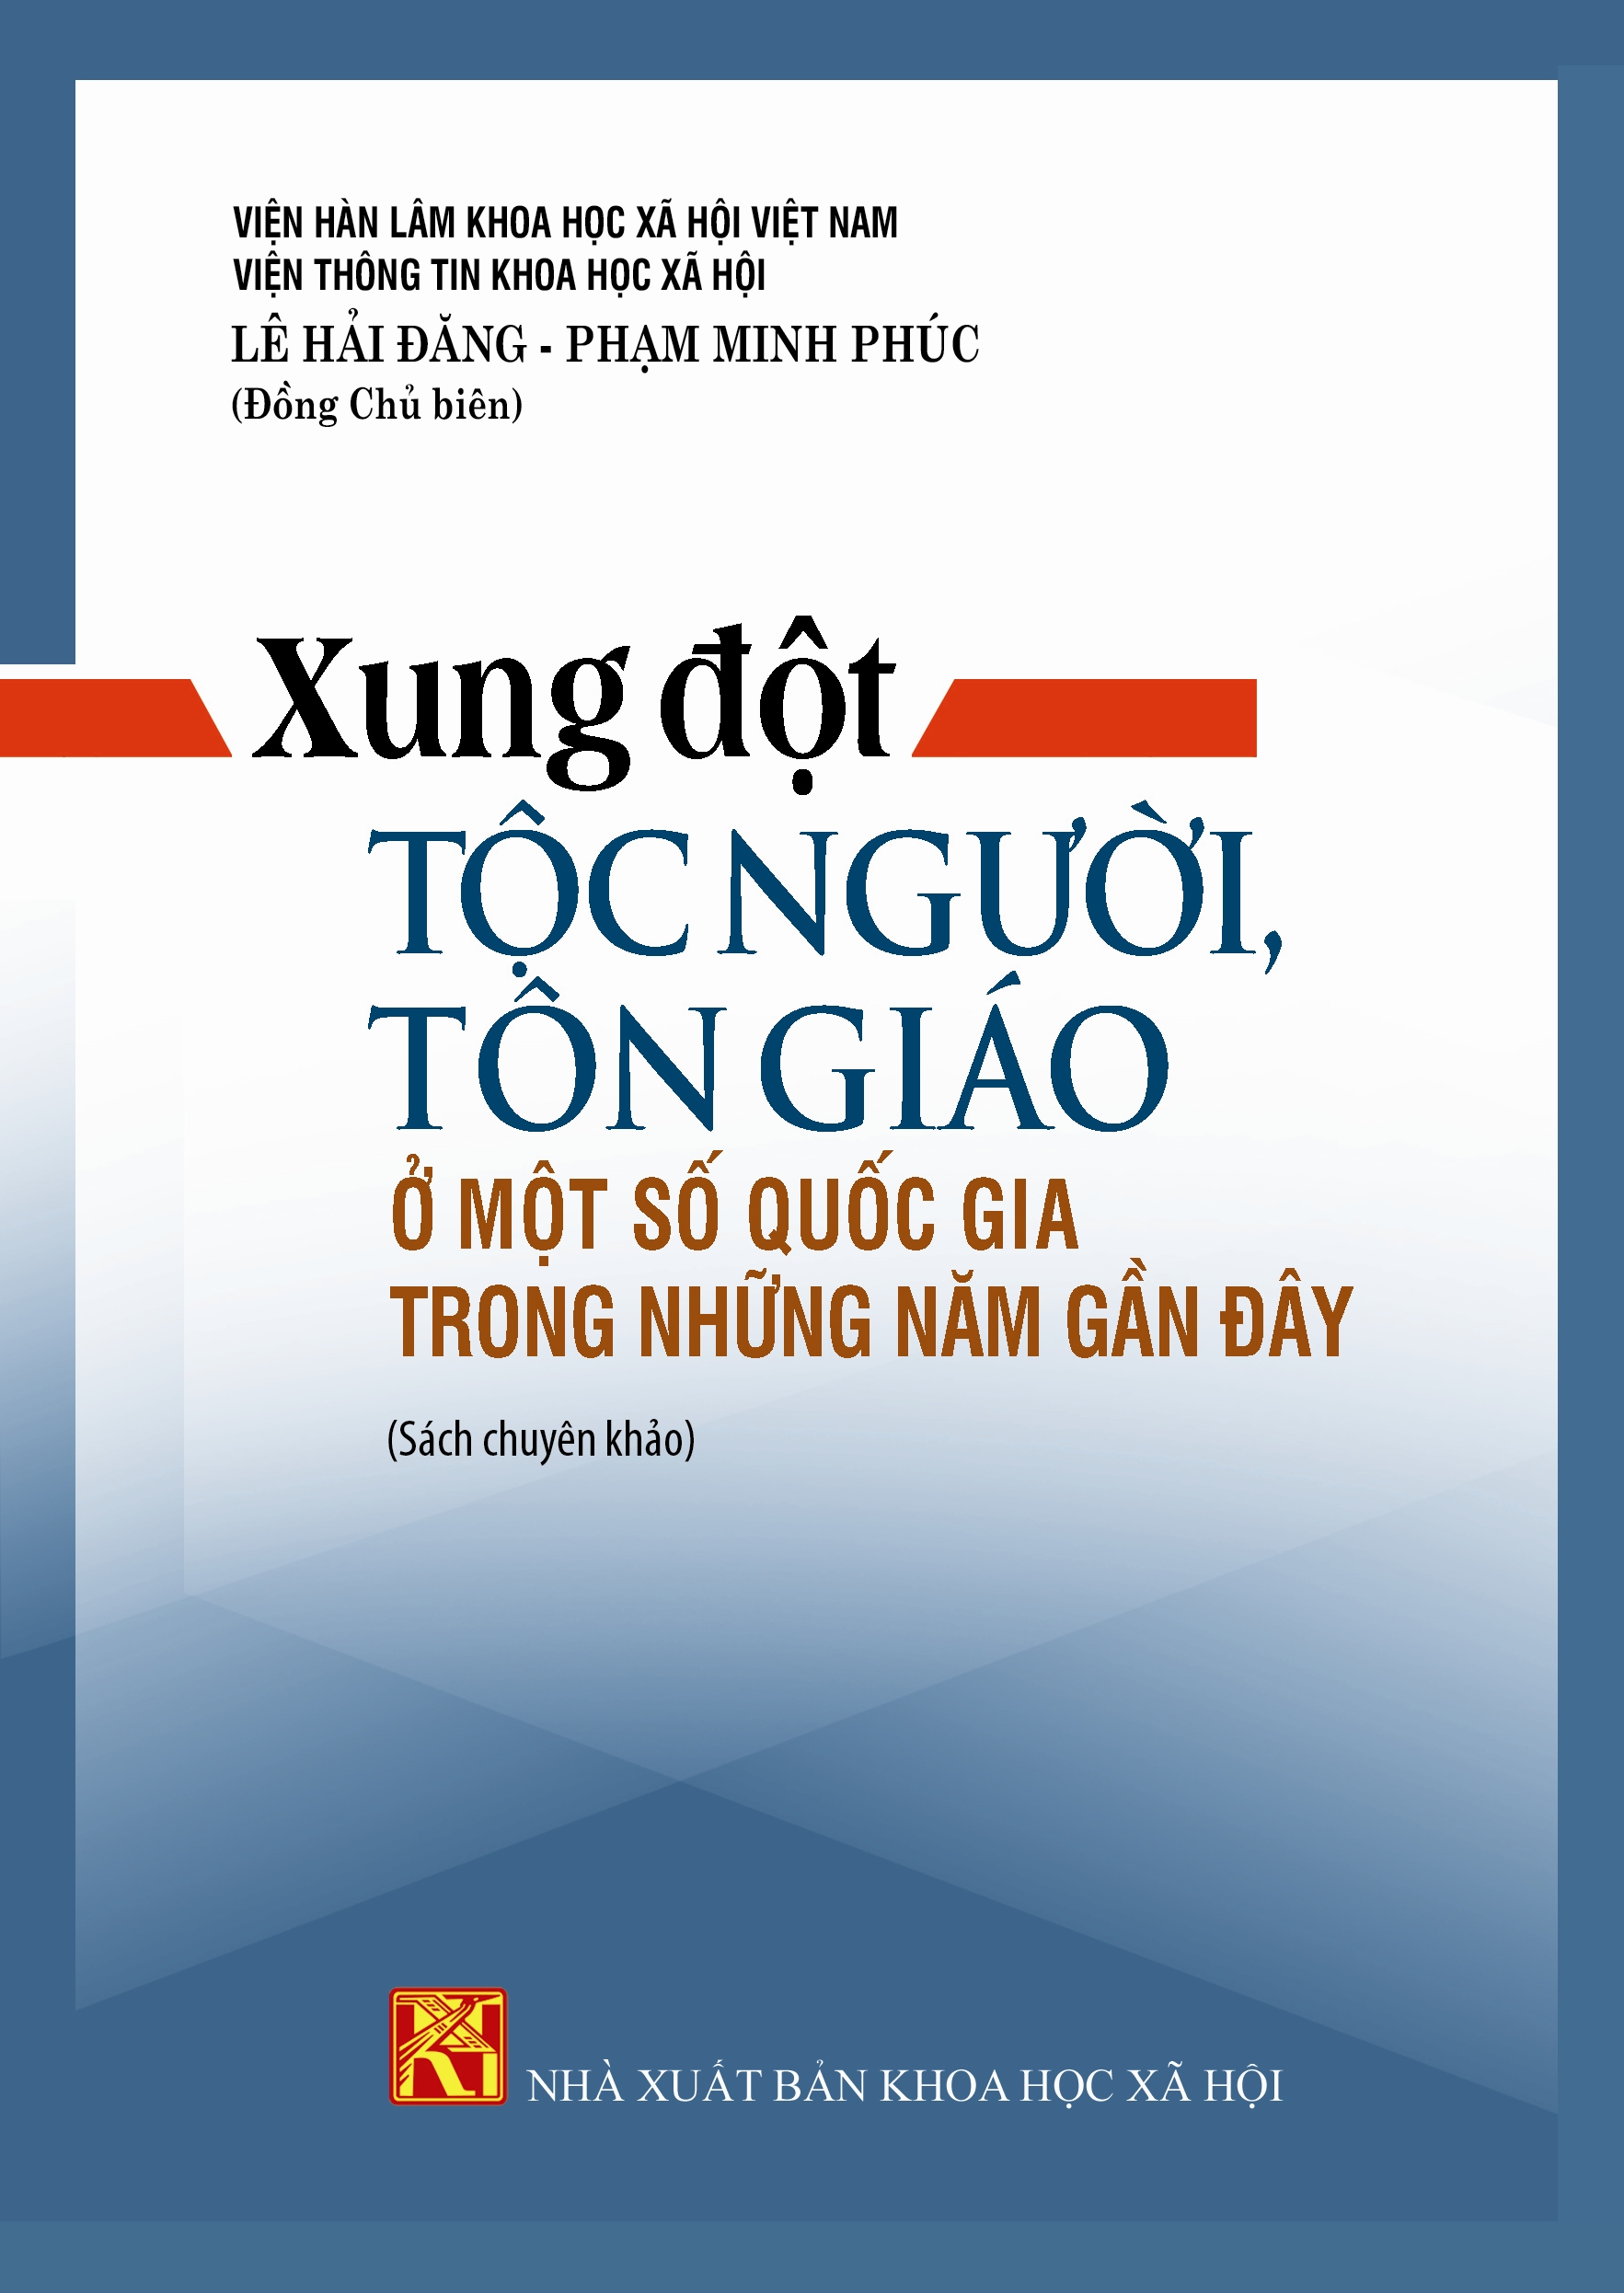 VIỆN HÀN LÂM KHOA HỌC XÃ HỘI VIỆT NAM
VIỆN THÔNG TIN KHOA HỌC XÃ HỘI
LÊ HẢI ĐĂNG - PHẠM MINH PHÚC
(Đồng Chủ biên)
Xung đột
TỘC NGƯỜI,
TÔN GIÁO
Ở MỘT SỐ QUỐC GIA
TRONG NHỮNG NĂM GẦN ĐÂY
(Sách chuyên khảo)
NHÀ XUẤT BẢN KHOA HỌC XÃ HỘI